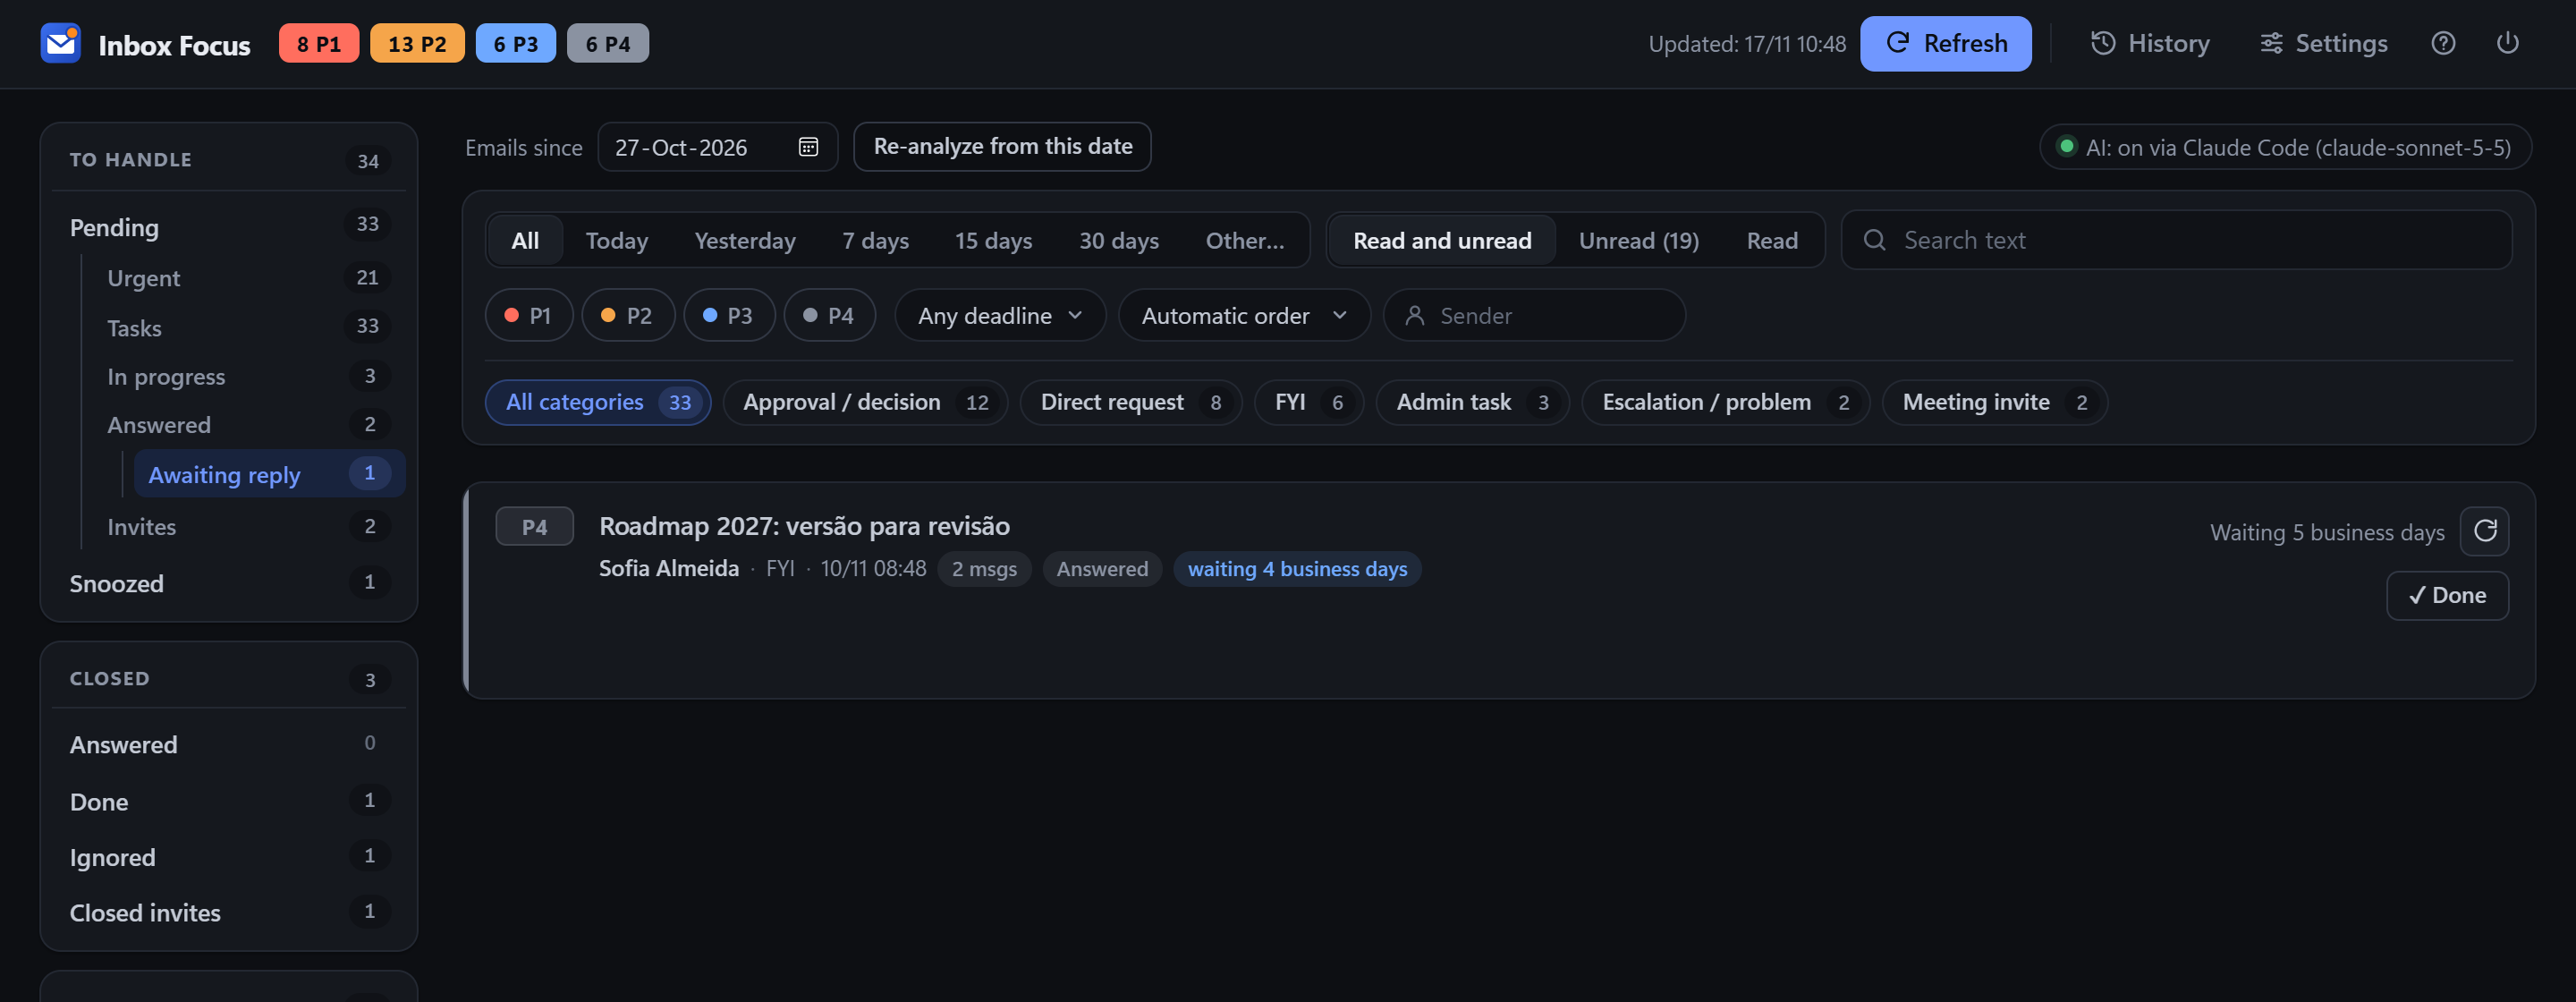 Inbox Focus 8 P1 13 P2 6 P3 6 P4 Updated: 17/11 10:48 Refresh History Settings
TO HANDLE 34
Pending 33
Urgent 21
Tasks 33
In progress 3
Answered 2
Awaiting reply 1
Invites 2
Snoozed 1
CLOSED 3
Answered 0
Done 1
Ignored 1
Closed invites 1
Emails since 27-Oct-2026 Re-analyze from this date AI: on via Claude Code (claude-sonnet-5-5)
All Today Yesterday 7 days 15 days 30 days Other... Read and unread Unread (19) Read Search text
P1 P2 P3 P4 Any deadline Automatic order Sender
All categories 33 Approval / decision 12 Direct request 8 FYI 6 Admin task 3 Escalation / problem 2 Meeting invite 2
P4 Roadmap 2027: versão para revisão Waiting 5 business days
Sofia Almeida · FYI · 10/11 08:48 2 msgs Answered waiting 4 business days
✓ Done